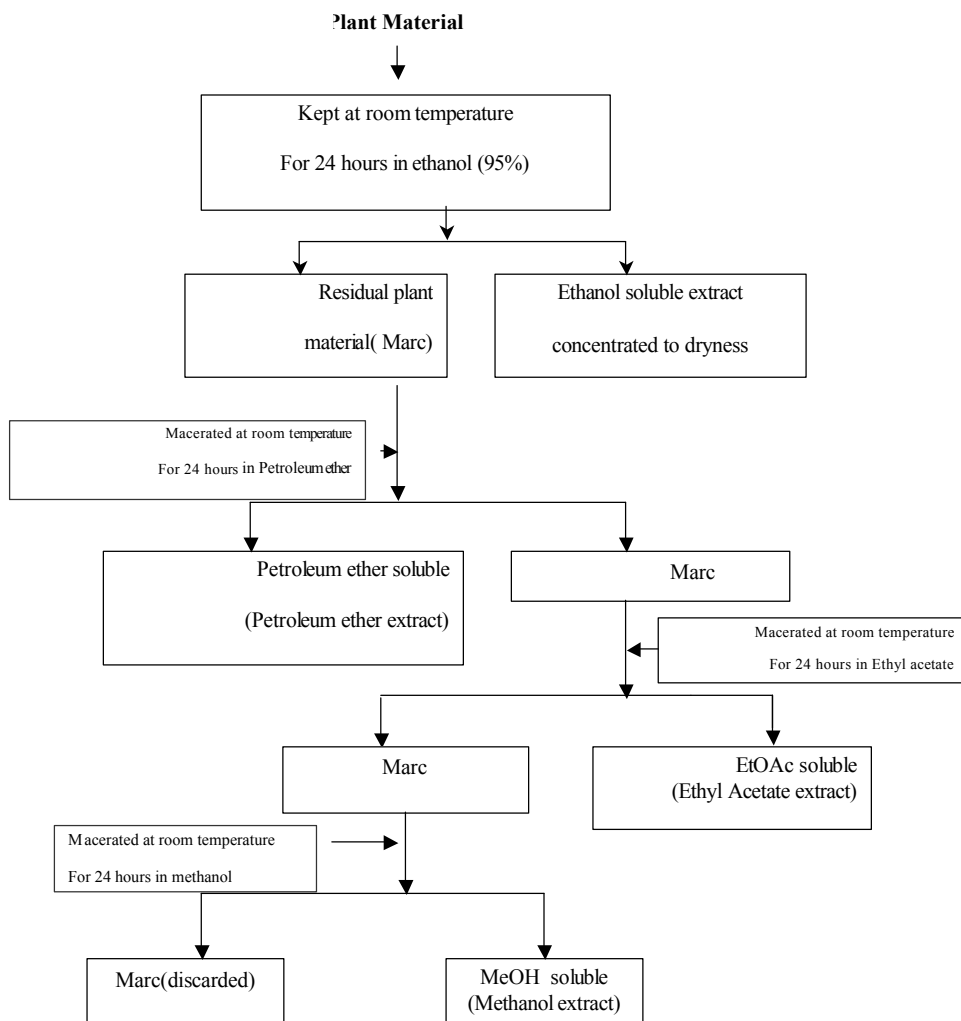 Plant Material
Kept at room temperature
For 24 hours in ethanol (95%)
Residual plant
material( Marc)
Ethanol soluble extract
concentrated to dryness
Macerated at room temperature
For 24 hours in Petroleum ether
Petroleum ether soluble
(Petroleum ether extract)
Marc
Macerated at room temperature
For 24 hours in Ethyl acetate
Marc
EtOAc soluble
(Ethyl Acetate extract)
Macerated at room temperature
For 24 hours in methanol
Marc(discarded)
MeOH soluble
(Methanol extract)